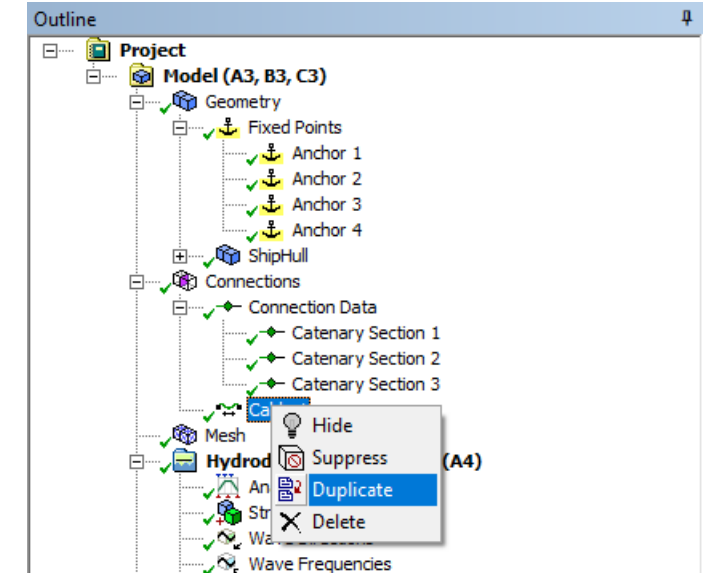 Outline
Project
Model (A3, B3, C3)
Geometry
Fixed Points
Anchor 1
Anchor 2
Anchor 3
Anchor 4
ShipHull
Connections
Connection Data
Catenary Section 1
Catenary Section 2
Catenary Section 3
Hide
Mesh
Suppress
(A4)
Duplicate
Delete
Wave Frequencies